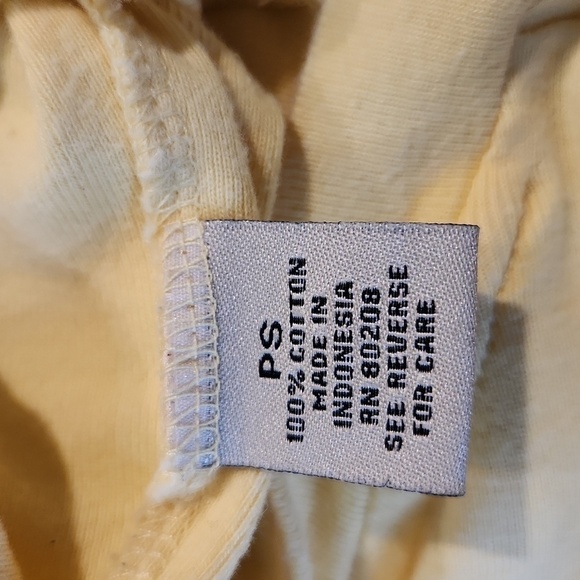 PS
100% COTTON
MADE IN
INDONESIA
RN 80208
SEE REVERSE
FOR CARE